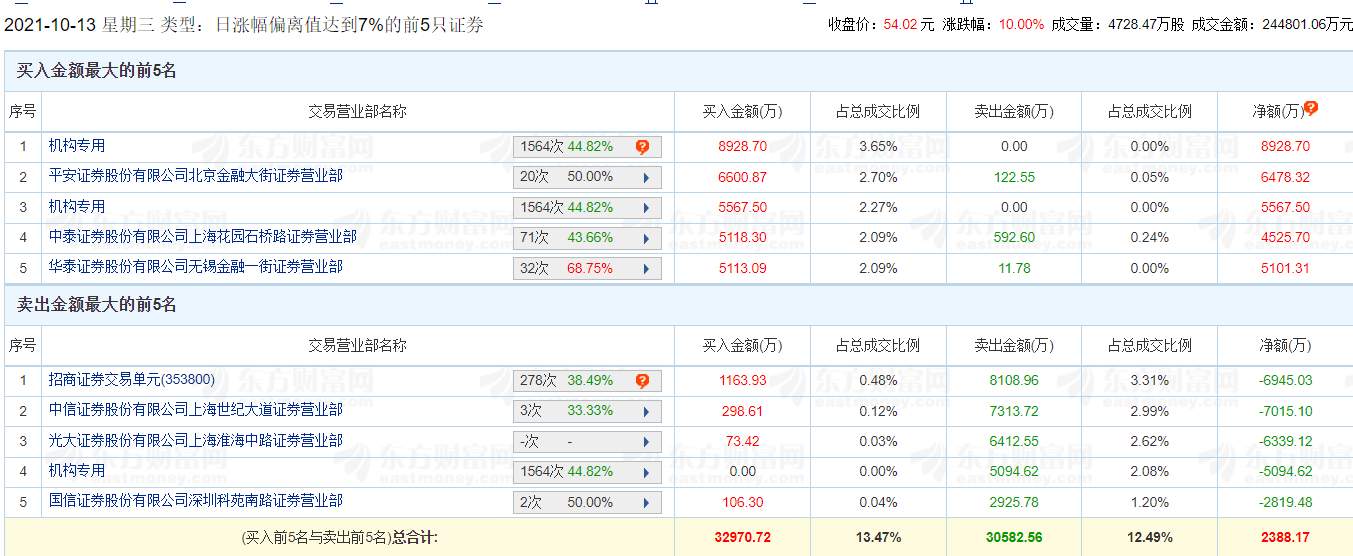 2021-10-13 星期三 类型：日涨幅偏离值达到7%的前5只证券 收盘价：54.02 元 涨跌幅：10.00% 成交量：4728.47万股 成交金额：244801.06万元
买入金额最大的前5名
序号 交易营业部名称 买入金额(万) 占总成交比例 卖出金额(万) 占总成交比例 净额(万)
1 机构专用 1564次 44.82% 8928.70 3.65% 0.00 0.00% 8928.70
2 平安证券股份有限公司北京金融大街证券营业部 20次 50.00% 6600.87 2.70% 122.55 0.05% 6478.32
3 机构专用 1564次 44.82% 5567.50 2.27% 0.00 0.00% 5567.50
4 中泰证券股份有限公司上海花园石桥路证券营业部 71次 43.66% 5118.30 2.09% 592.60 0.24% 4525.70
5 华泰证券股份有限公司无锡金融一街证券营业部 32次 68.75% 5113.09 2.09% 11.78 0.00% 5101.31
卖出金额最大的前5名
序号 交易营业部名称 买入金额(万) 占总成交比例 卖出金额(万) 占总成交比例 净额(万)
1 招商证券交易单元(353800) 278次 38.49% 1163.93 0.48% 8108.96 3.31% -6945.03
2 中信证券股份有限公司上海世纪大道证券营业部 3次 33.33% 298.61 0.12% 7313.72 2.99% -7015.10
3 光大证券股份有限公司上海淮海中路证券营业部 -次 - 73.42 0.03% 6412.55 2.62% -6339.12
4 机构专用 1564次 44.82% 0.00 0.00% 5094.62 2.08% -5094.62
5 国信证券股份有限公司深圳科苑南路证券营业部 2次 50.00% 106.30 0.04% 2925.78 1.20% -2819.48
(买入前5名与卖出前5名)总合计: 32970.72 13.47% 30582.56 12.49% 2388.17
东方财富网
eastmoney.com